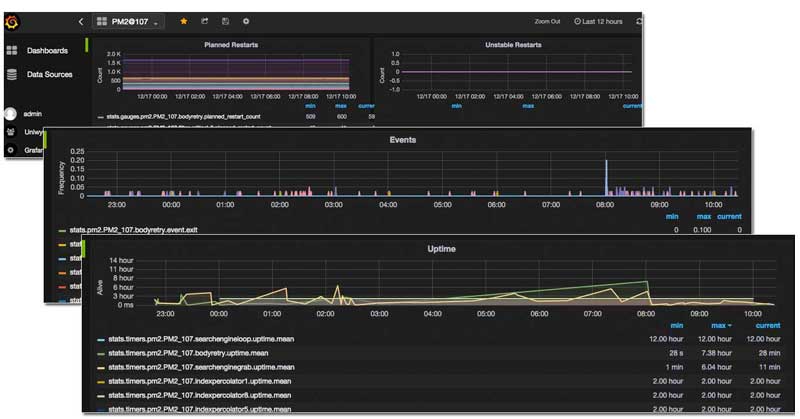 PM2@107
Zoom Out
Last 12 hours
Dashboards
Data Sources
admin
Uniwy
Grafan
Planned Restarts
Unstable Restarts
Count
2.0 K
1.5 K
1.0 K
500
0
12/17 00:00 12/17 02:00 12/17 04:00 12/17 06:00 12/17 08:00 12/17 10:00
min max curre
stats.gauges.pm2.PM2_107.bodyretry.planned_restart_count 509 600 59
Count
1.0
0.5
0
-0.5
-1.0
12/17 00:00 12/17 02:00 12/17 04:00 12/17 06:00 12/17 08:00 12/17 10:00
min max current
Events
Frequency
0.25
0.20
0.15
0.10
0.05
0
23:00 00:00 01:00 02:00 03:00 04:00 05:00 06:00 07:00 08:00 09:00 10:00
min max current
stats.pm2.PM2_107.bodyretry.event.exit 0 0.100 0
stat
stat
stat
stat
stat
Uptime
Alive
14 hour
11 hour
8 hour
6 hour
3 hour
0 ms
23:00 00:00 01:00 02:00 03:00 04:00 05:00 06:00 07:00 08:00 09:00 10:00
min max current
stats.timers.pm2.PM2_107.searchengineloop.uptime.mean 12.00 hour 12.00 hour 12.00 hour
stats.timers.pm2.PM2_107.bodyretry.uptime.mean 28 s 7.38 hour 28 min
stats.timers.pm2.PM2_107.searchenginegrab.uptime.mean 1 min 6.04 hour 11 min
stats.timers.pm2.PM2_107.indexpercolator1.uptime.mean 2.00 hour 2.00 hour 2.00 hour
stats.timers.pm2.PM2_107.indexpercolator8.uptime.mean 2.00 hour 2.00 hour 2.00 hour
stats.timers.pm2.PM2_107.indexpercolator5.uptime.mean 2.00 hour 2.00 hour 2.00 hour